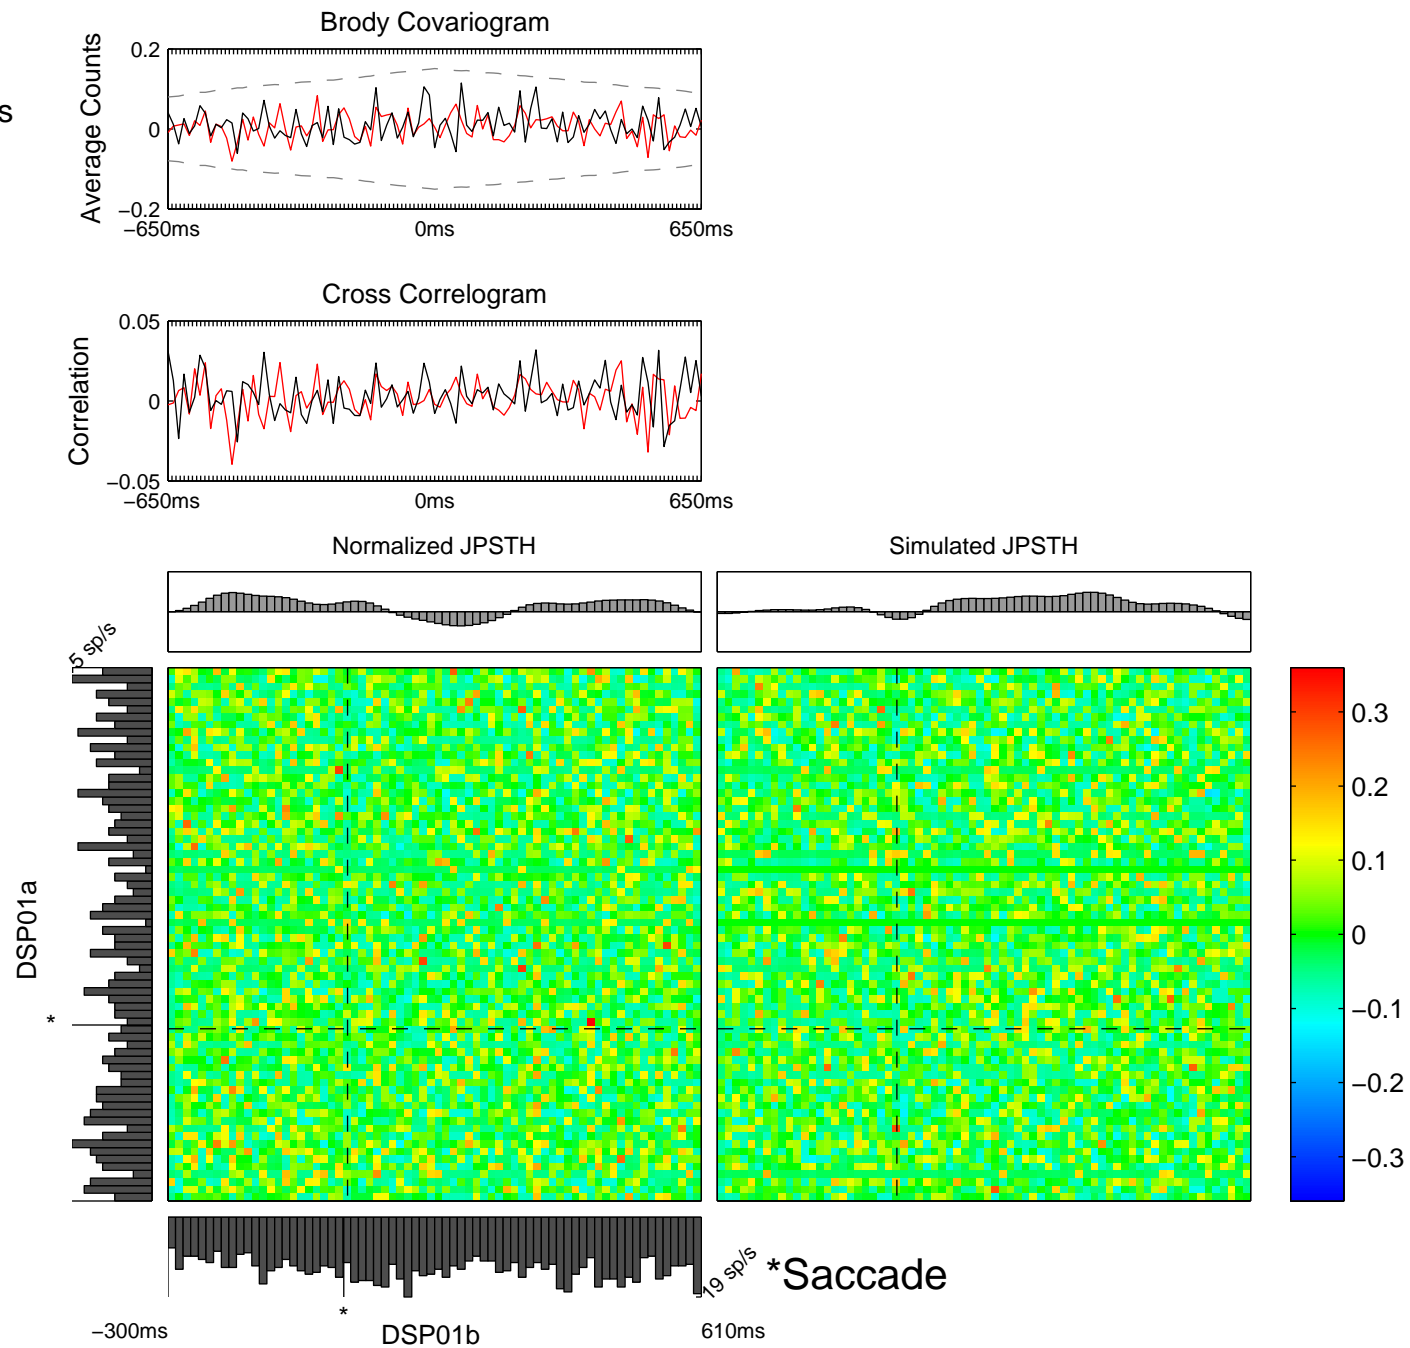 Brody Covariogram
Average Counts
0.2
0
−0.2
−650ms
0ms
650ms
s
Cross Correlogram
Correlation
0.05
0
−0.05
−650ms
0ms
650ms
Normalized JPSTH
Simulated JPSTH
5 sp/s
DSP01a
*
0.3
0.2
0.1
0
−0.1
−0.2
−0.3
19 sp/s
*Saccade
*
−300ms
DSP01b
610ms